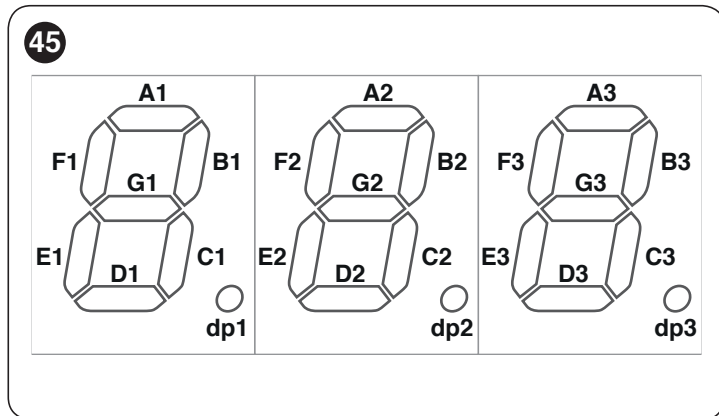 45
A1 A2 A3
F1 B1 F2 B2 F3 B3
G1 G2 G3
E1 C1 E2 C2 E3 C3
D1 D2 D3
dp1 dp2 dp3